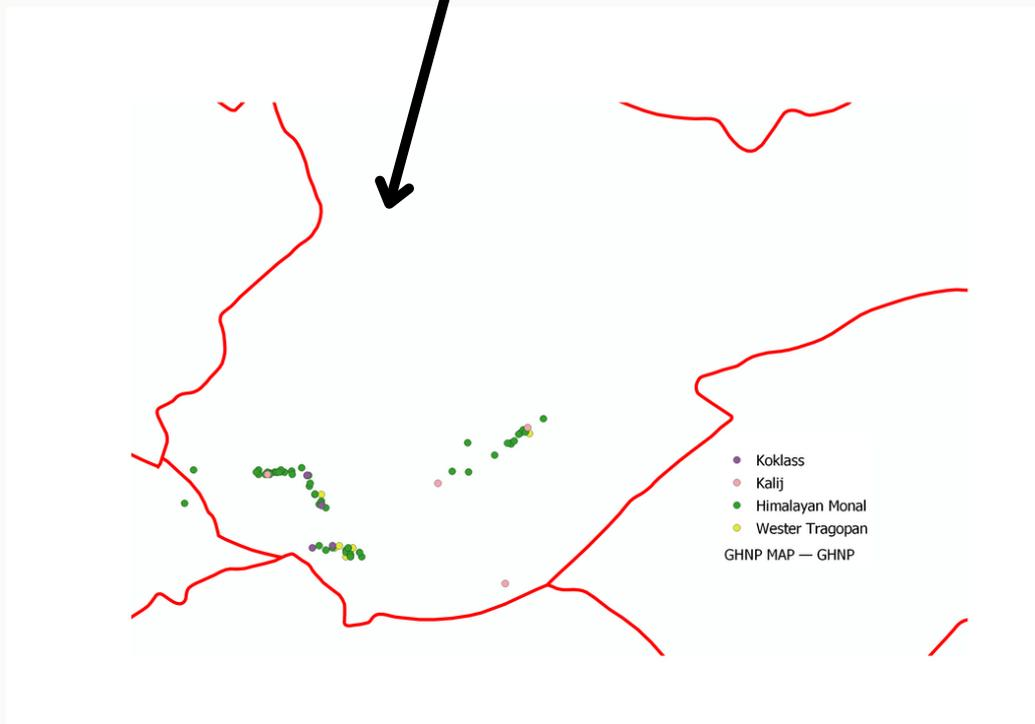 Koklass
Kalij
Himalayan Monal
Wester Tragopan
GHNP MAP — GHNP